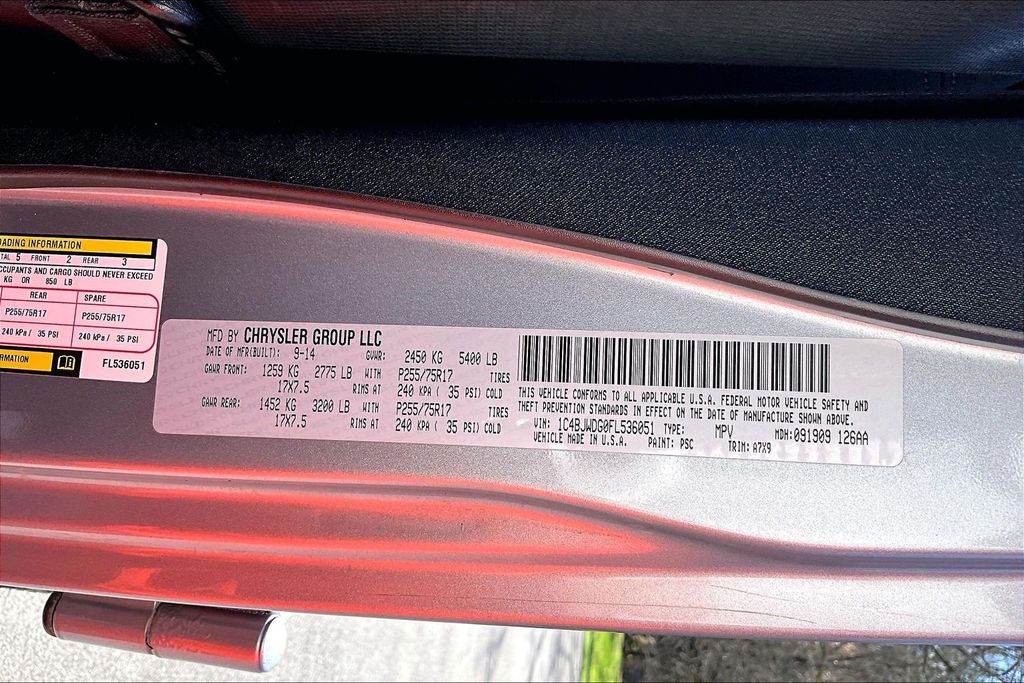 ADING INFORMATION
TAL 5 FRONT 2 REAR 3
CCUPANTS AND CARGO SHOULD NEVER EXCEED
KG OR 850 LB
REAR SPARE
P255/75R17 P255/75R17
240 kPa / 35 PSI 240 kPa / 35 PSI
ORMATION FL536051
MFD BY CHRYSLER GROUP LLC
DATE OF MFR(BUILT): 9-14 GVWR: 2450 KG 5400 LB
GAWR FRONT: 1259 KG 2775 LB WITH P255/75R17 TIRES
17X7.5 RIMS AT 240 KPA ( 35 PSI) COLD
GAWR REAR: 1452 KG 3200 LB WITH P255/75R17 TIRES
17X7.5 RIMS AT 240 KPA ( 35 PSI) COLD
THIS VEHICLE CONFORMS TO ALL APPLICABLE U.S.A. FEDERAL MOTOR VEHICLE SAFETY AND
THEFT PREVENTION STANDARDS IN EFFECT ON THE DATE OF MANUFACTURE SHOWN ABOVE.
VIN: 1C4BJWDG0FL536051 TYPE: MPV MDH: 091909 126AA
VEHICLE MADE IN U.S.A. PAINT: PSC TRIM: A7X9